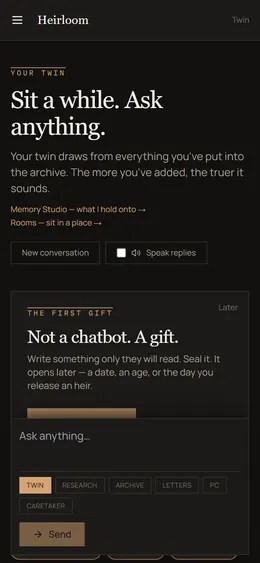 Heirloom
Twin
YOUR TWIN
Sit a while. Ask
anything.
Your twin draws from everything you've put into
the archive. The more you've added, the truer it
sounds.
Memory Studio — what I hold onto →
Rooms — sit in a place →
New conversation
Speak replies
Later
THE FIRST GIFT
Not a chatbot. A gift.
Write something only they will read. Seal it. It
opens later — a date, an age, or the day you
release an heir.
Ask anything...
TWIN RESEARCH ARCHIVE LETTERS PC
CARETAKER
→ Send